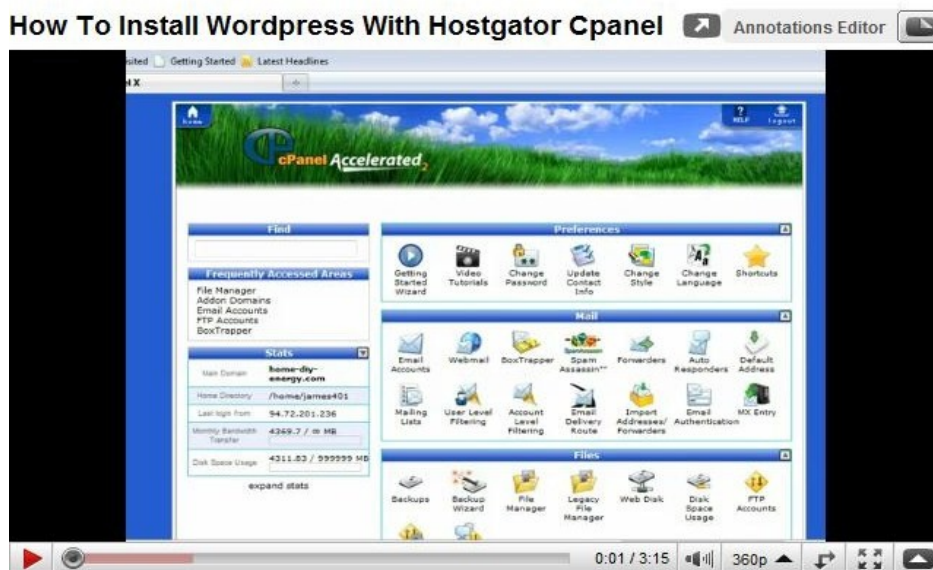 How To Install Wordpress With Hostgator Cpanel
Annotations Editor
sited Getting Started Latest Headlines
el X
home
HELP logout
cPanel Accelerated2
Find
Frequently Accessed Areas
File Manager
Addon Domains
Email Accounts
FTP Accounts
BoxTrapper
Stats
Main Domain home-diy-
energy.com
Home Directory /home/james401
Last login from 94.72.201.236
Monthly Bandwidth
Transfer 4269.7 / ∞ MB
Disk Space Usage 4311.83 / 999999 MB
expand stats
Preferences
Getting Started Wizard
Video Tutorials
Change Password
Update Contact Info
Change Style
Change Language
Shortcuts
Mail
Email Accounts
Webmail
BoxTrapper
Spam Assassin™
Forwarders
Auto Responders
Default Address
Mailing Lists
User Level Filtering
Account Level Filtering
Email Delivery Route
Import Addresses/ Forwarders
Email Authentication
MX Entry
Files
Backups
Backup Wizard
File Manager
Legacy File Manager
Web Disk
Disk Space Usage
FTP Accounts
0:01 / 3:15 360p